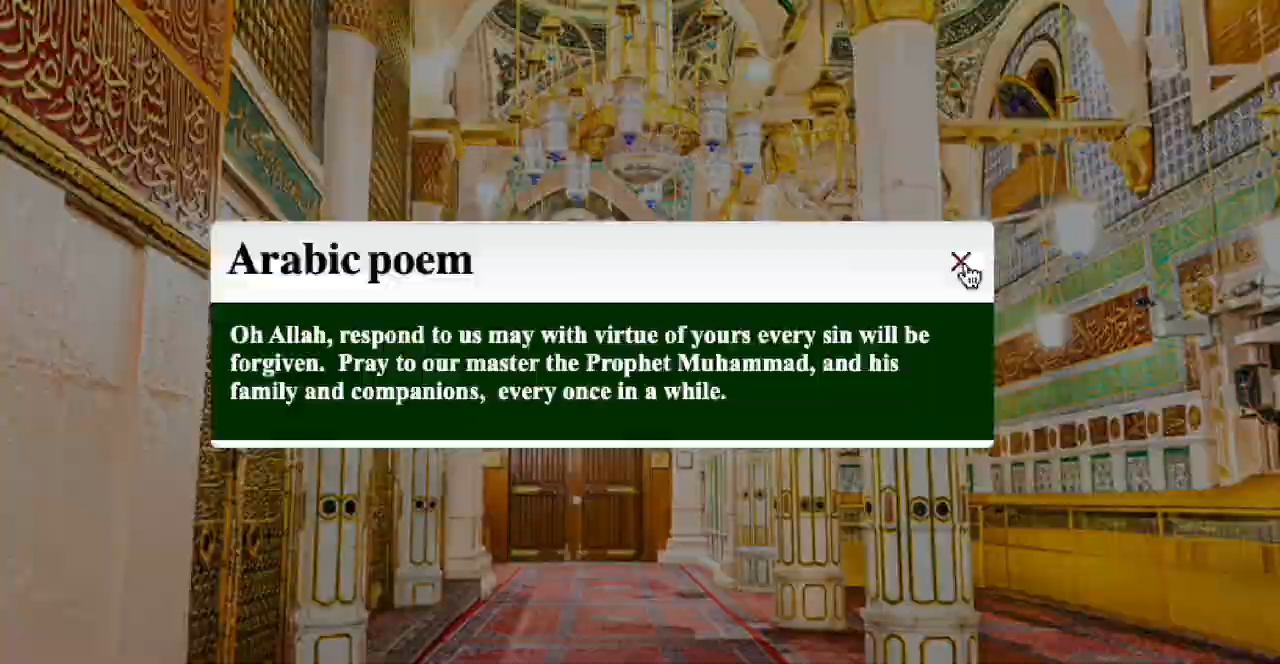 Arabic poem
Oh Allah, respond to us may with virtue of yours every sin will be
forgiven.  Pray to our master the Prophet Muhammad, and his
family and companions,  every once in a while.